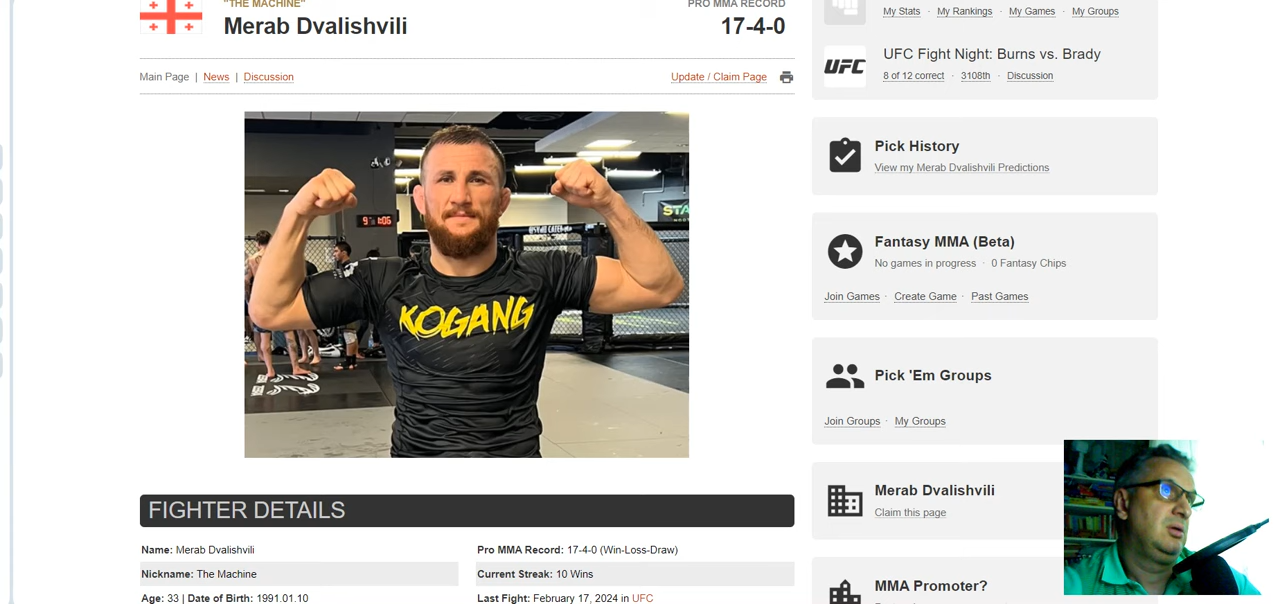 "THE MACHINE"
Merab Dvalishvili
PRO MMA RECORD
17-4-0
Main Page | News | Discussion
Update / Claim Page
9 1:06
STA
KOGANG
FIGHTER DETAILS
Name: Merab Dvalishvili
Pro MMA Record: 17-4-0 (Win-Loss-Draw)
Nickname: The Machine
Current Streak: 10 Wins
Age: 33 | Date of Birth: 1991.01.10
Last Fight: February 17, 2024 in UFC
My Stats · My Rankings · My Games · My Groups
UFC
UFC Fight Night: Burns vs. Brady
8 of 12 correct · 3108th · Discussion
Pick History
View my Merab Dvalishvili Predictions
Fantasy MMA (Beta)
No games in progress · 0 Fantasy Chips
Join Games · Create Game · Past Games
Pick 'Em Groups
Join Groups · My Groups
Merab Dvalishvili
Claim this page
MMA Promoter?